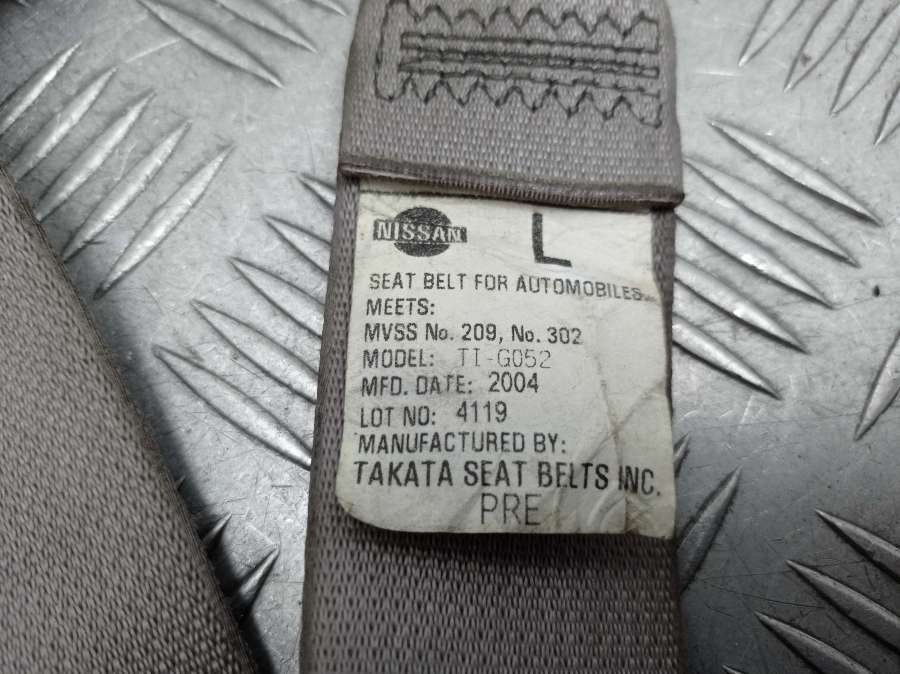 NISSAN L
SEAT BELT FOR AUTOMOBILES
MEETS:
MVSS No. 209, No. 302
MODEL: TI-G052
MFD. DATE: 2004
LOT NO: 4119
MANUFACTURED BY:
TAKATA SEAT BELTS INC.
PRE